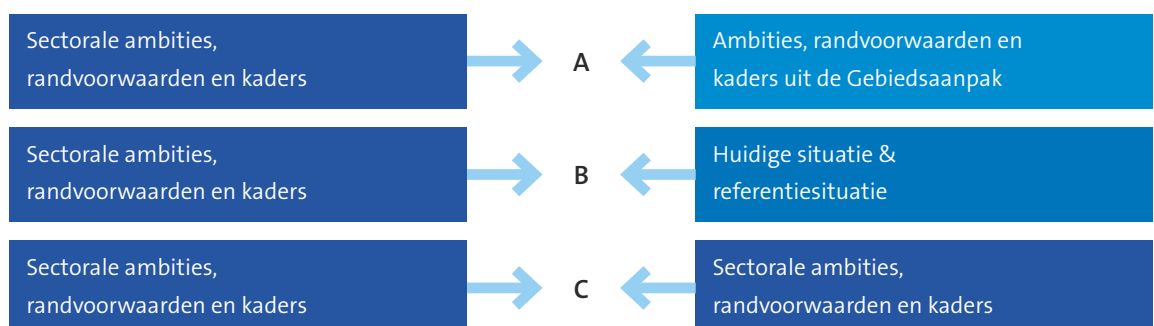 Sectorale ambities,
randvoorwaarden en kaders
A
Ambities, randvoorwaarden en
kaders uit de Gebiedsaanpak
Sectorale ambities,
randvoorwaarden en kaders
B
Huidige situatie &
referentiesituatie
Sectorale ambities,
randvoorwaarden en kaders
C
Sectorale ambities,
randvoorwaarden en kaders